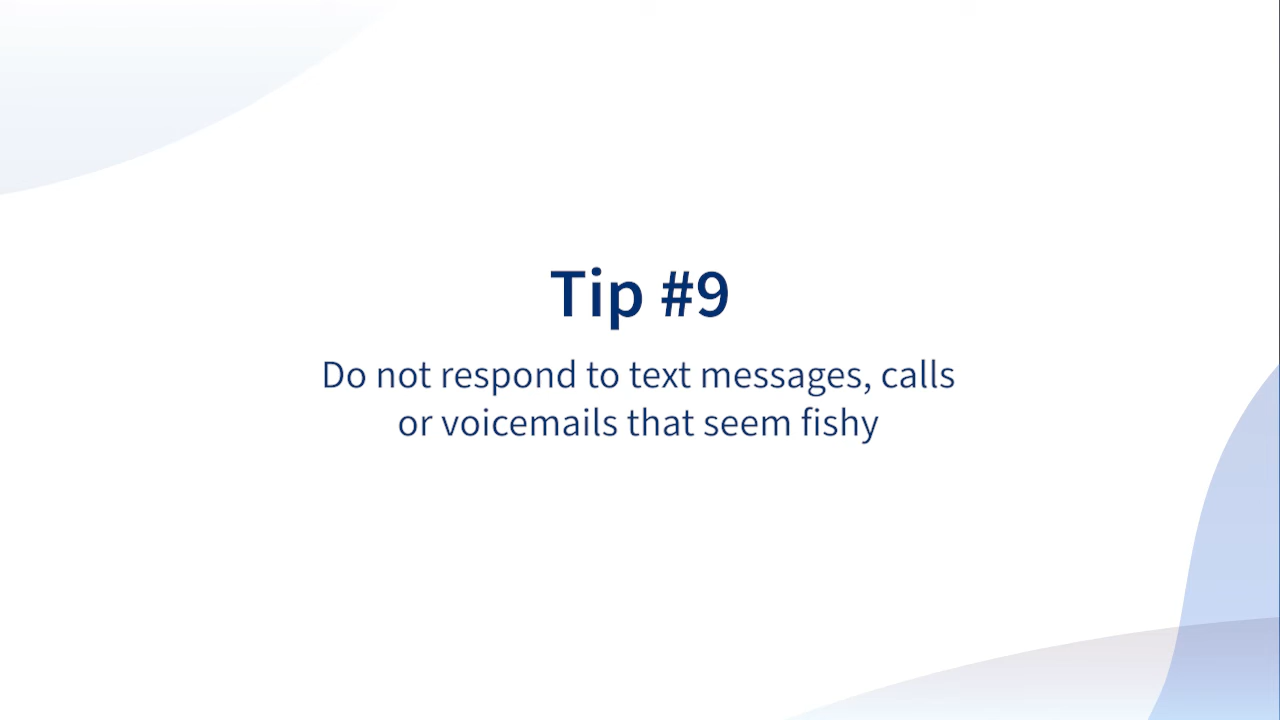 Tip #9
Do not respond to text messages, calls
or voicemails that seem fishy